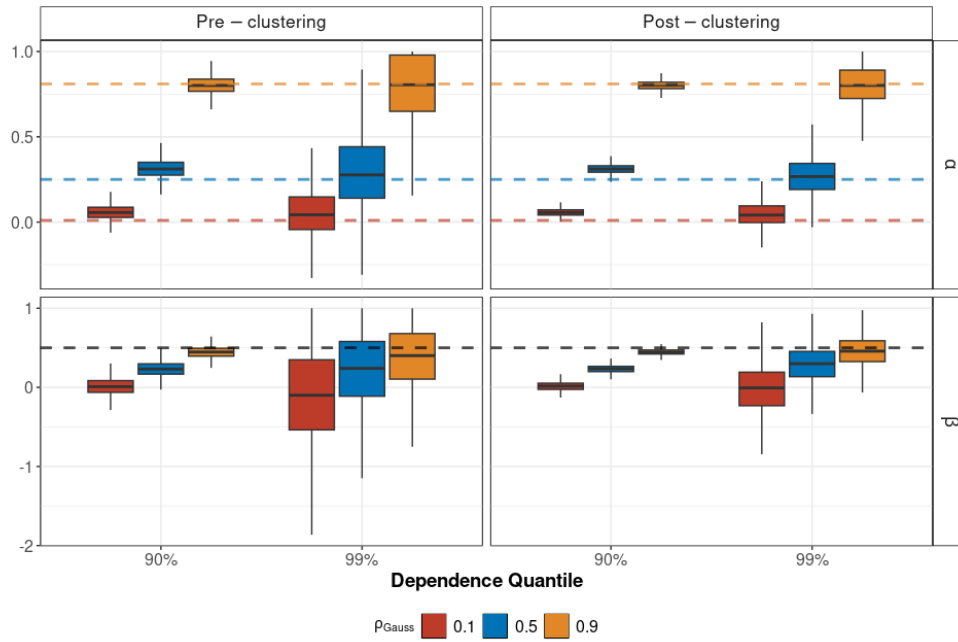 Pre − clustering
Post − clustering
1.0
0.5
0.0
α
1
0
-1
-2
β
90%
99%
90%
99%
Dependence Quantile
ρGauss 0.1 0.5 0.9